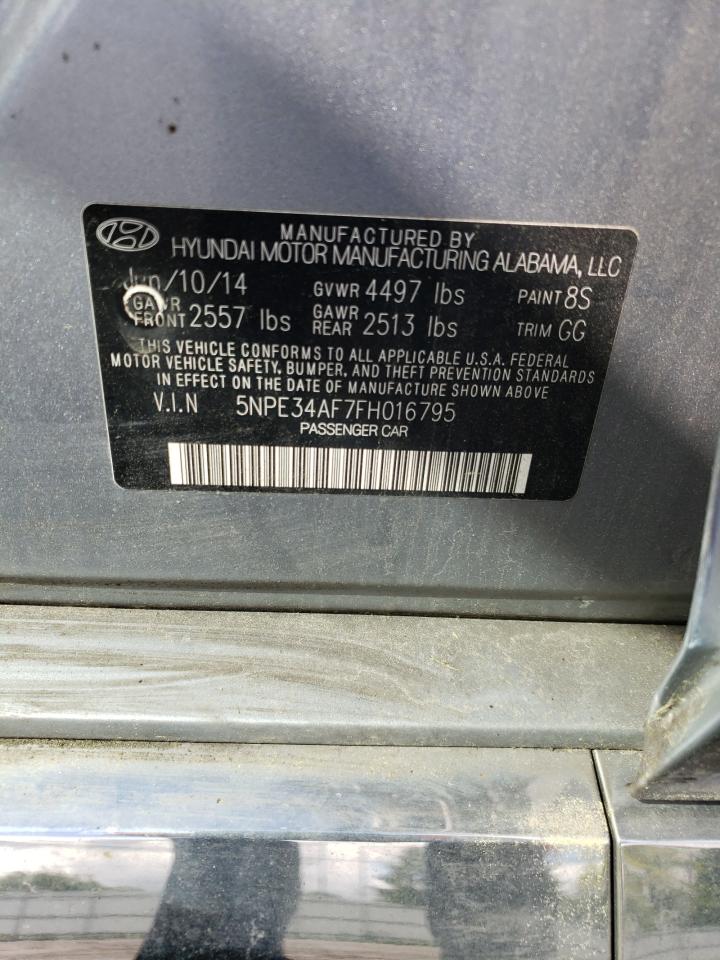 MANUFACTURED BY
HYUNDAI MOTOR MANUFACTURING ALABAMA, LLC
Jun/10/14 GVWR 4497 lbs PAINT 8S
GAWR FRONT 2557 lbs GAWR REAR 2513 lbs TRIM GG
THIS VEHICLE CONFORMS TO ALL APPLICABLE U.S.A. FEDERAL
MOTOR VEHICLE SAFETY, BUMPER, AND THEFT PREVENTION STANDARDS
IN EFFECT ON THE DATE OF MANUFACTURE SHOWN ABOVE
V.I.N 5NPE34AF7FH016795
PASSENGER CAR